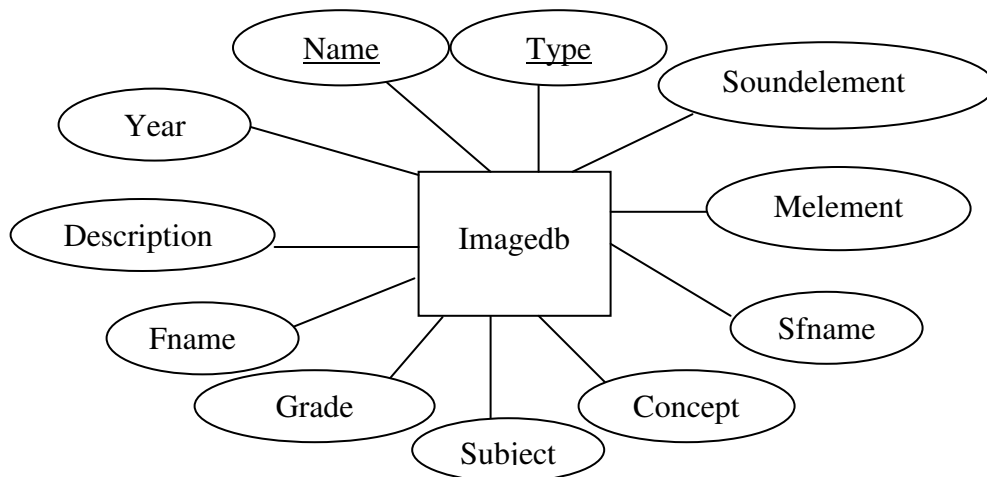 Name
Type
Soundelement
Year
Melement
Description
Imagedb
Fname
Sfname
Grade
Concept
Subject